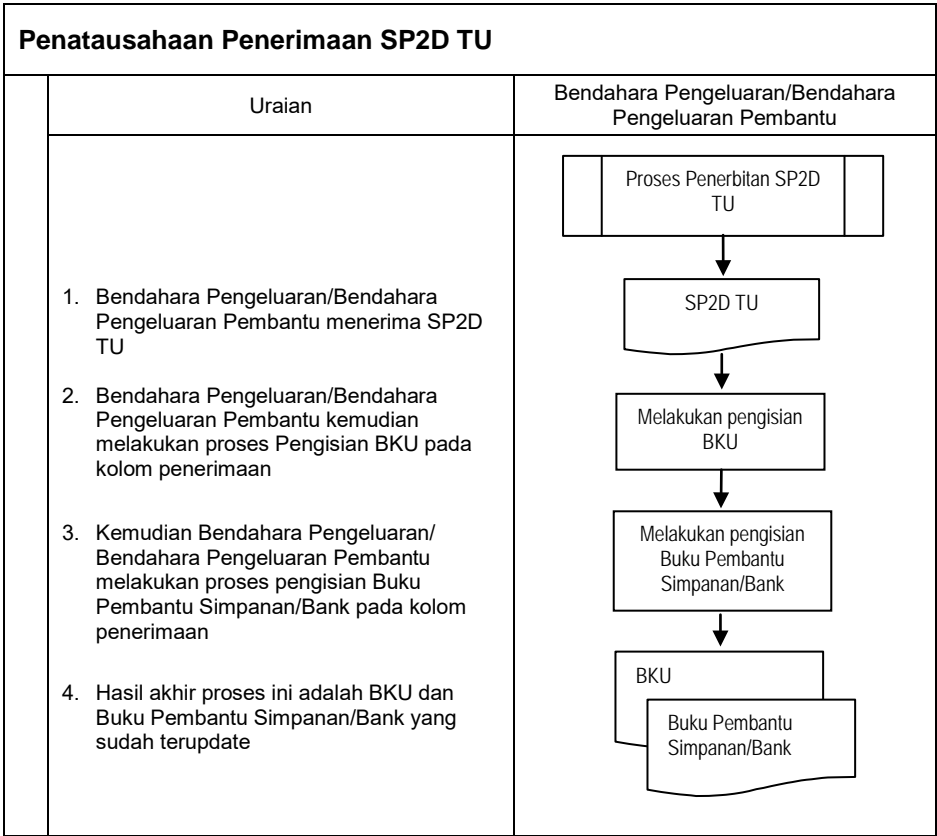 Penatausahaan Penerimaan SP2D TU
Uraian
Bendahara Pengeluaran/Bendahara
Pengeluaran Pembantu
1. Bendahara Pengeluaran/Bendahara
Pengeluaran Pembantu menerima SP2D
TU
2. Bendahara Pengeluaran/Bendahara
Pengeluaran Pembantu kemudian
melakukan proses Pengisian BKU pada
kolom penerimaan
3. Kemudian Bendahara Pengeluaran/
Bendahara Pengeluaran Pembantu
melakukan proses pengisian Buku
Pembantu Simpanan/Bank pada kolom
penerimaan
4. Hasil akhir proses ini adalah BKU dan
Buku Pembantu Simpanan/Bank yang
sudah terupdate
Proses Penerbitan SP2D
TU
SP2D TU
Melakukan pengisian
BKU
Melakukan pengisian
Buku Pembantu
Simpanan/Bank
BKU
Buku Pembantu
Simpanan/Bank